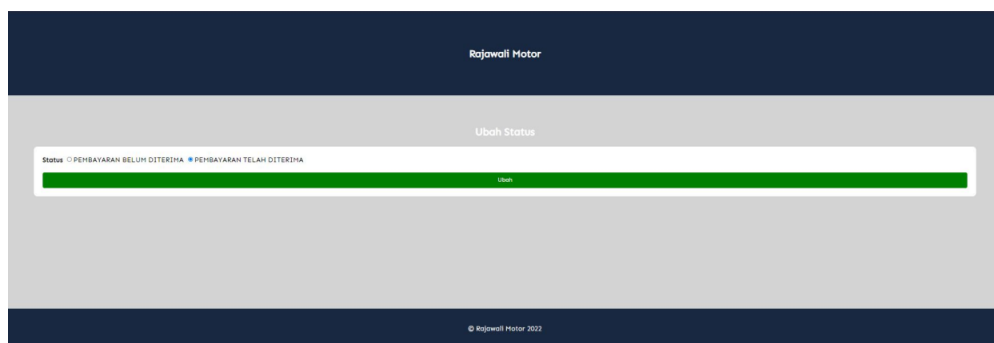 Rajawali Motor
Ubah Status
Status PEMBAYARAN BELUM DITERIMA PEMBAYARAN TELAH DITERIMA
Ubah
© Rajawali Motor 2022